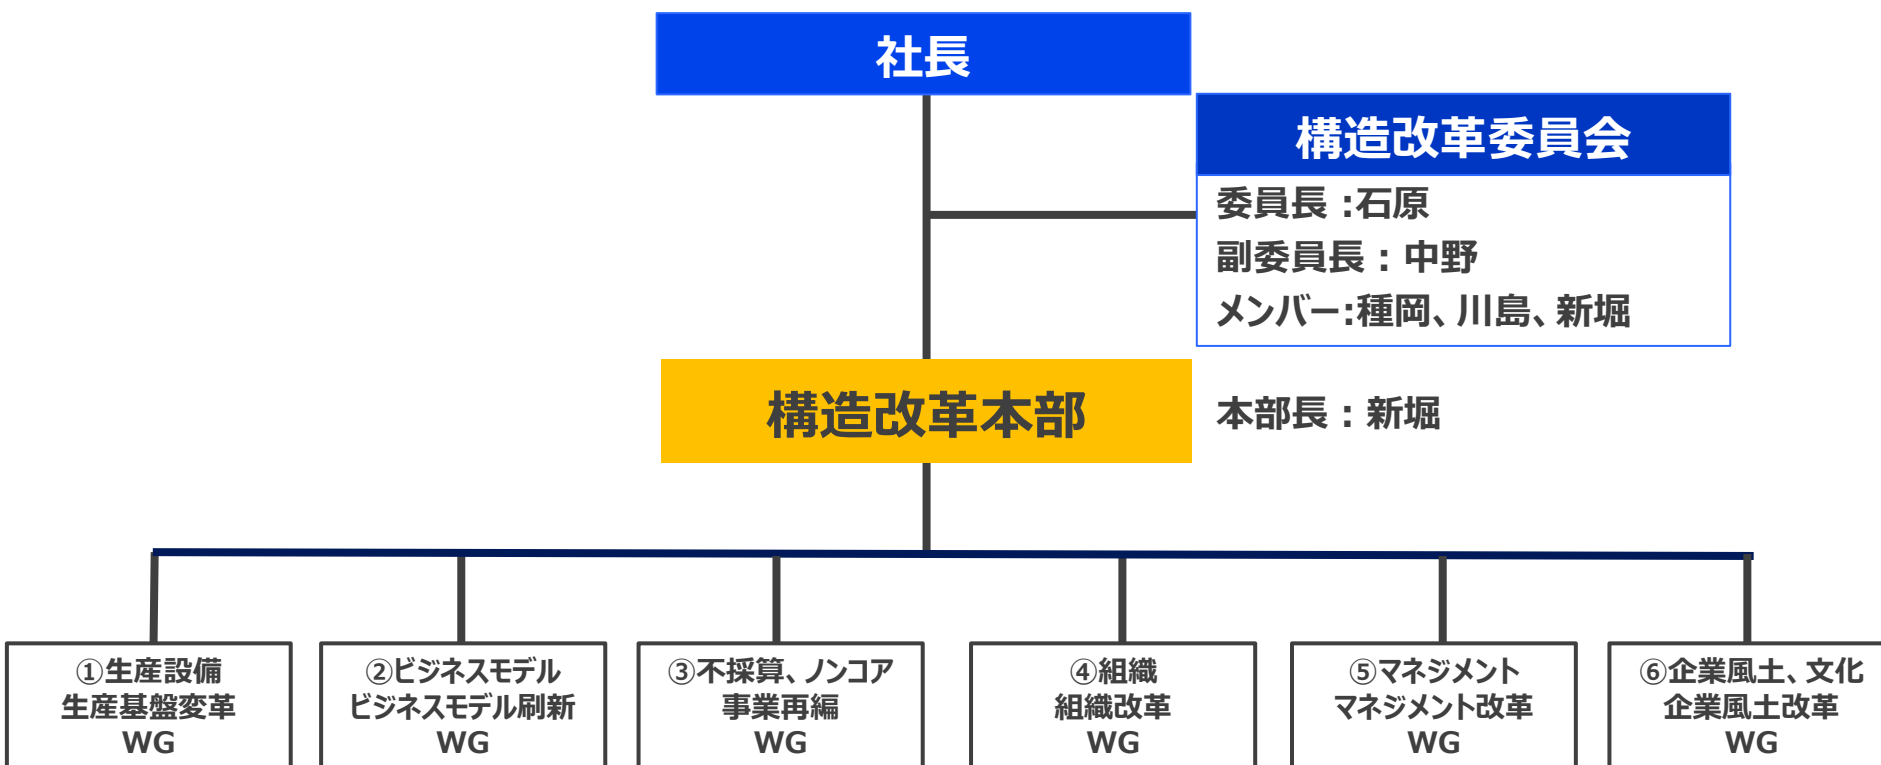 社長
構造改革委員会
委員長 :石原
副委員長：中野
メンバー:種岡、川島、新堀
構造改革本部
本部長：新堀
①生産設備
生産基盤変革
WG
②ビジネスモデル
ビジネスモデル刷新
WG
③不採算、ノンコア
事業再編
WG
④組織
組織改革
WG
⑤マネジメント
マネジメント改革
WG
⑥企業風土、文化
企業風土改革
WG